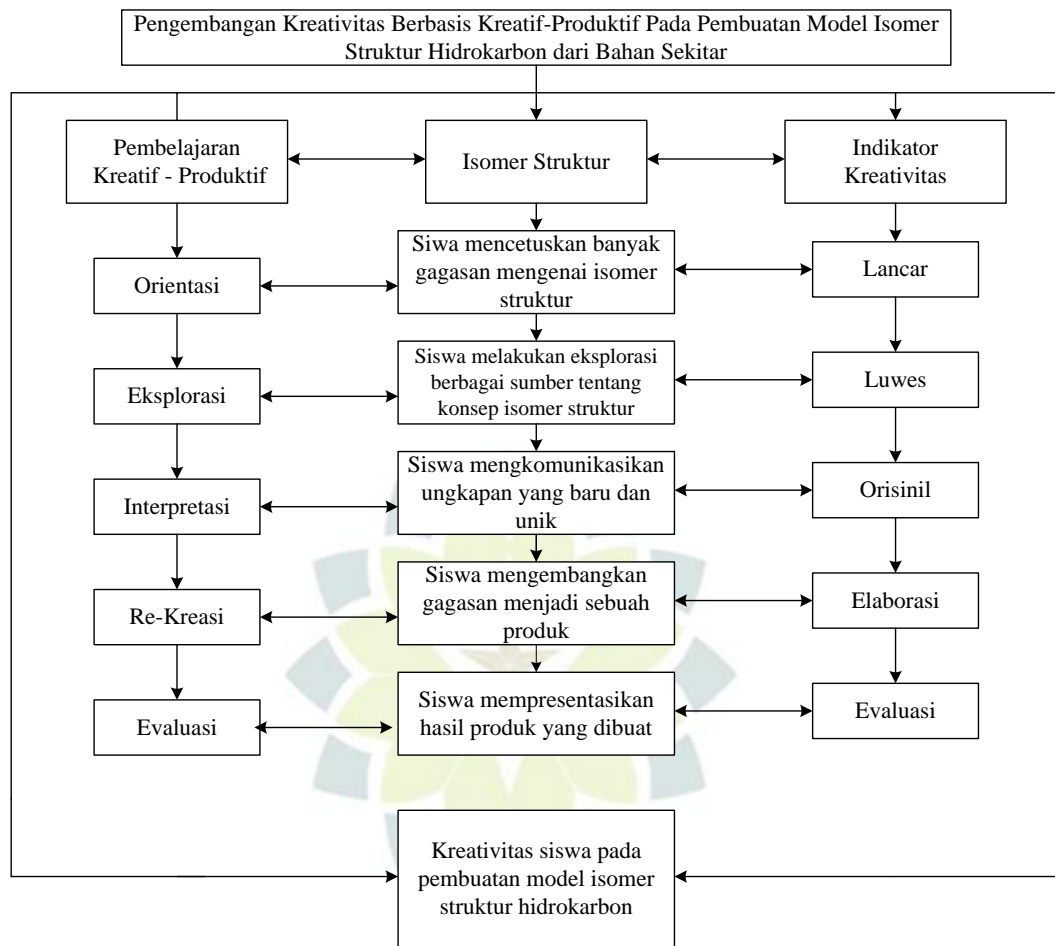 Pengembangan Kreativitas Berbasis Kreatif-Produktif Pada Pembuatan Model Isomer
Struktur Hidrokarbon dari Bahan Sekitar
Pembelajaran
Kreatif - Produktif
Isomer Struktur
Indikator
Kreativitas
Orientasi
Siwa mencetuskan banyak
gagasan mengenai isomer
struktur
Lancar
Eksplorasi
Siswa melakukan eksplorasi
berbagai sumber tentang
konsep isomer struktur
Luwes
Interpretasi
Siswa mengkomunikasikan
ungkapan yang baru dan
unik
Orisinil
Re-Kreasi
Siswa mengembangkan
gagasan menjadi sebuah
produk
Elaborasi
Evaluasi
Siswa mempresentasikan
hasil produk yang dibuat
Evaluasi
Kreativitas siswa pada
pembuatan model isomer
struktur hidrokarbon